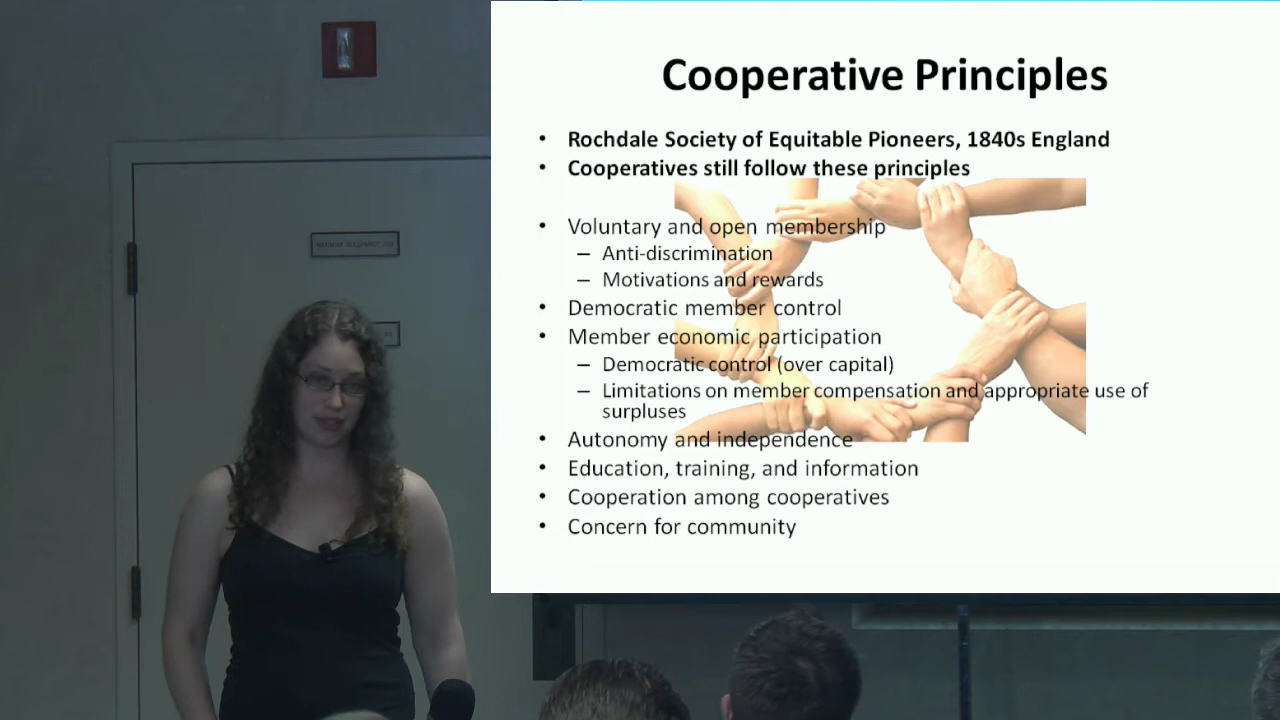 Cooperative Principles
• Rochdale Society of Equitable Pioneers, 1840s England
• Cooperatives still follow these principles
• Voluntary and open membership
– Anti-discrimination
– Motivations and rewards
• Democratic member control
• Member economic participation
– Democratic control (over capital)
– Limitations on member compensation and appropriate use of
surpluses
• Autonomy and independence
• Education, training, and information
• Cooperation among cooperatives
• Concern for community